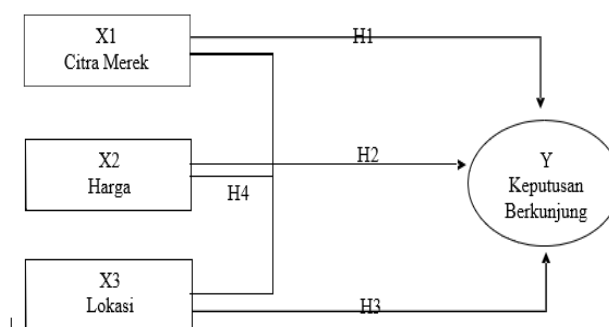 X1
Citra Merek
H1
X2
Harga
H2
H4
Y
Keputusan
Berkunjung
X3
Lokasi
H3